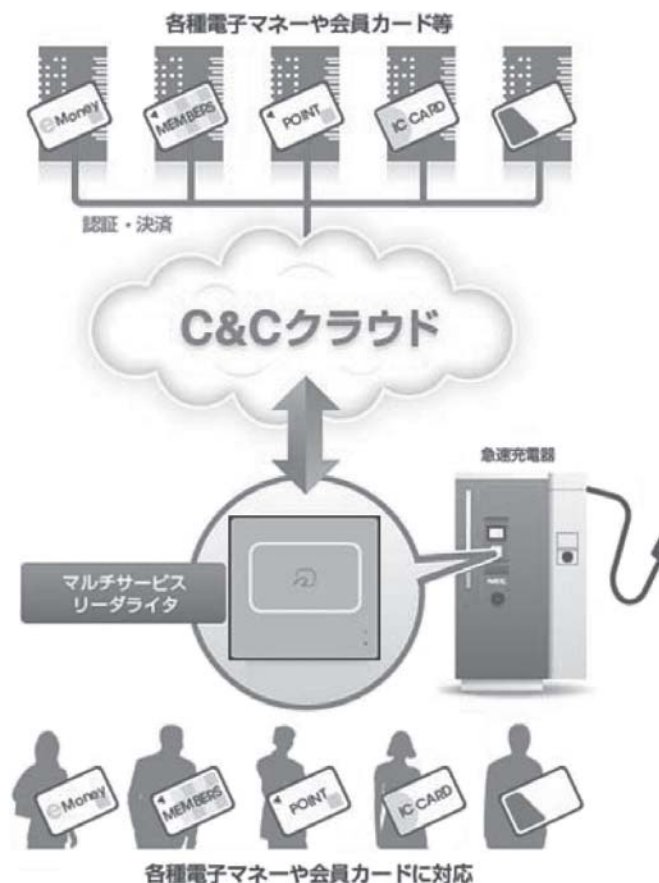 各種電子マネーや会員カード等
eMoney
MEMBERS
POINT
IC CARD
認証・決済
C&Cクラウド
急速充電器
マルチサービス
リーダライタ
NEC
eMoney
MEMBERS
POINT
IC CARD
各種電子マネーや会員カードに対応